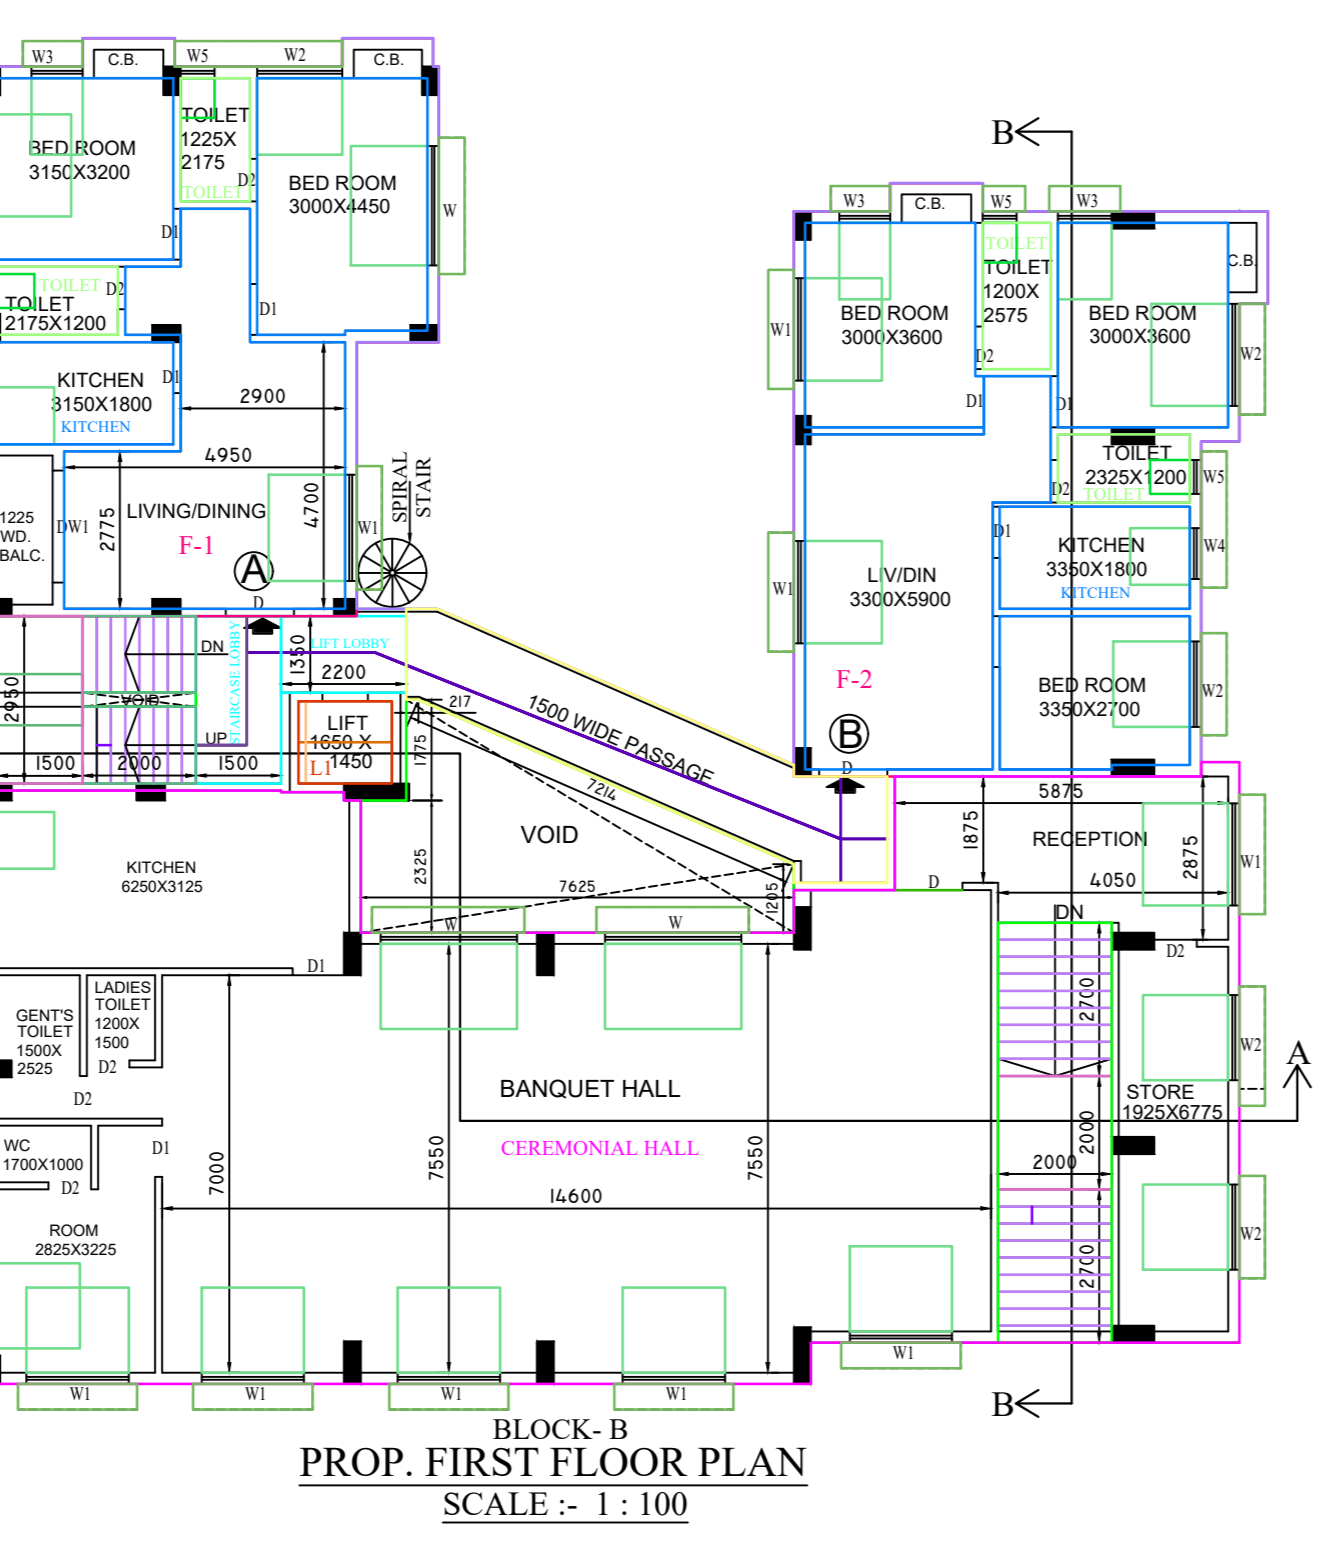 W3
C.B.
W5
W2
C.B.
BED ROOM
3150X3200
TOILET
1225X
2175
TOILET
D2
BED ROOM
3000X4450
W
D1
TOILET
D2
TOILET
2175X1200
D1
KITCHEN
3150X1800
KITCHEN
D1
2900
4950
LIVING/DINING
F-1
A
2775
4700
DW1
1225
WD.
BALC.
W1
SPIRAL
STAIR
D
B
W3
C.B.
W5
W3
TOILET
TOILET
1200X
2575
C.B.
BED ROOM
3000X3600
BED ROOM
3000X3600
W1
W2
D2
D1
D1
TOILET
2325X1200
TOILET
D2
W5
D1
KITCHEN
3350X1800
KITCHEN
W4
W1
LIV/DIN
3300X5900
F-2
BED ROOM
3350X2700
W2
B
D
DN
STAIRCASE LOBBY
LIFT LOBBY
1350
2200
2950
VOID
UP
LIFT
1650 X
1450
L1
217
1775
1500
2000
1500
1500 WIDE PASSAGE
7214
VOID
2325
7625
1205
5875
RECEPTION
1875
2875
4050
W1
D
DN
KITCHEN
6250X3125
W
W
D1
D2
LADIES
TOILET
1200X
1500
GENT'S
TOILET
1500X
2525
D2
D2
2700
W2
A
BANQUET HALL
CEREMONIAL HALL
STORE
1925X6775
2000
2000
WC
1700X1000
D1
D2
7000
7550
7550
14600
ROOM
2825X3225
2700
W2
W1
W1
W1
W1
W1
B
BLOCK- B
PROP. FIRST FLOOR PLAN
SCALE :- 1 : 100